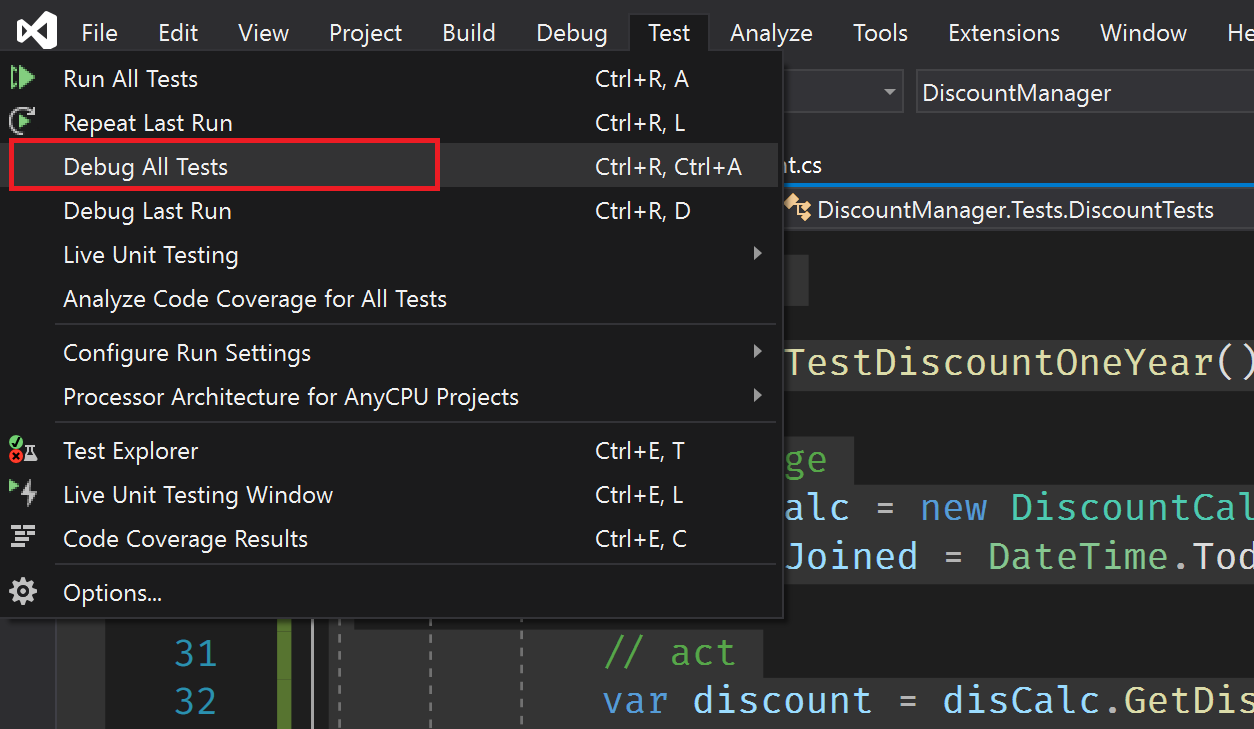 File Edit View Project Build Debug Test Analyze Tools Extensions Window
Run All Tests Ctrl+R, A
DiscountManager
Repeat Last Run Ctrl+R, L
Debug All Tests Ctrl+R, Ctrl+A
t.cs
Debug Last Run Ctrl+R, D
DiscountManager.Tests.DiscountTests
Live Unit Testing
Analyze Code Coverage for All Tests
Configure Run Settings
TestDiscountOneYear()
Processor Architecture for AnyCPU Projects
Test Explorer Ctrl+E, T
ge
Live Unit Testing Window Ctrl+E, L
alc = new DiscountCal
Code Coverage Results Ctrl+E, C
Joined = DateTime.Tod
Options...
31 // act
32 var discount = disCalc.GetDis